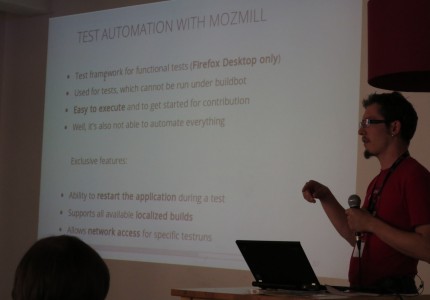 TEST AUTOMATION WITH MOZMILL
Test framework for functional tests (Firefox Desktop only)
Used for tests, which cannot be run under buildbot
Easy to execute and to get started for contribution
Well, it's also not able to automate everything
Exclusive features:
Ability to restart the application during a test
Supports all available localized builds
Allows network access for specific testruns